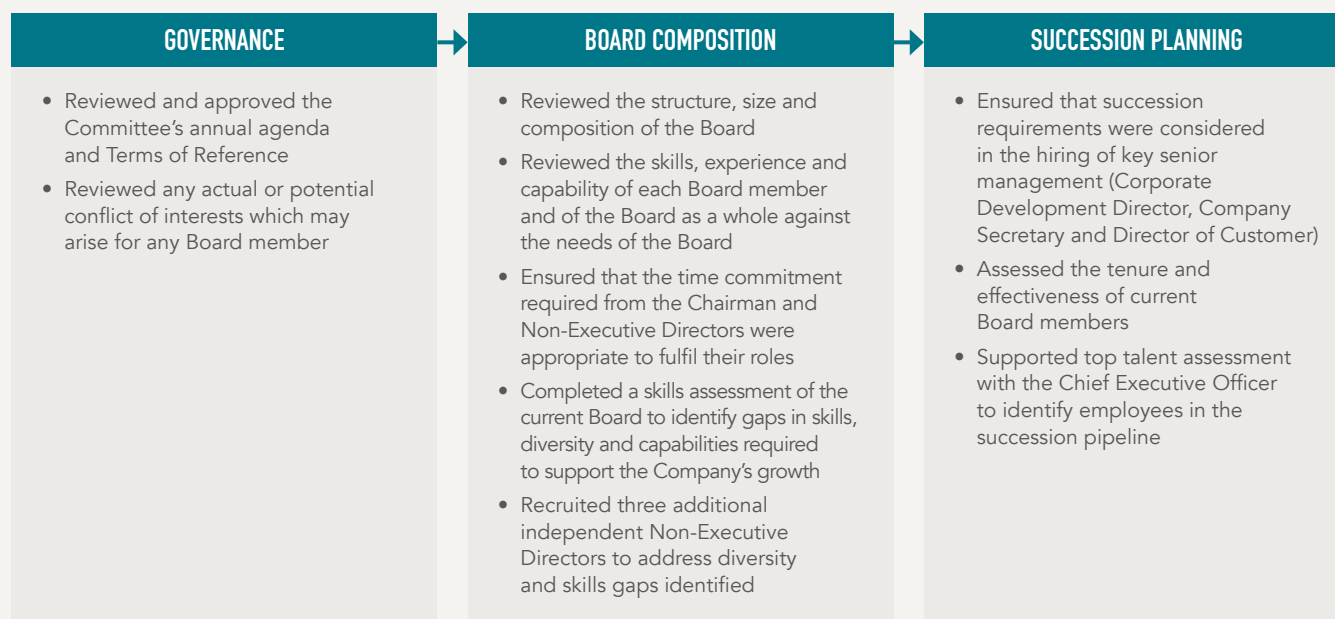 GOVERNANCE
• Reviewed and approved the
Committee's annual agenda
and Terms of Reference
• Reviewed any actual or potential
conflict of interests which may
arise for any Board member
BOARD COMPOSITION
• Reviewed the structure, size and
composition of the Board
• Reviewed the skills, experience and
capability of each Board member
and of the Board as a whole against
the needs of the Board
• Ensured that the time commitment
required from the Chairman and
Non-Executive Directors were
appropriate to fulfil their roles
• Completed a skills assessment of the
current Board to identify gaps in skills,
diversity and capabilities required
to support the Company's growth
• Recruited three additional
independent Non-Executive
Directors to address diversity
and skills gaps identified
SUCCESSION PLANNING
• Ensured that succession
requirements were considered
in the hiring of key senior
management (Corporate
Development Director, Company
Secretary and Director of Customer)
• Assessed the tenure and
effectiveness of current
Board members
• Supported top talent assessment
with the Chief Executive Officer
to identify employees in the
succession pipeline